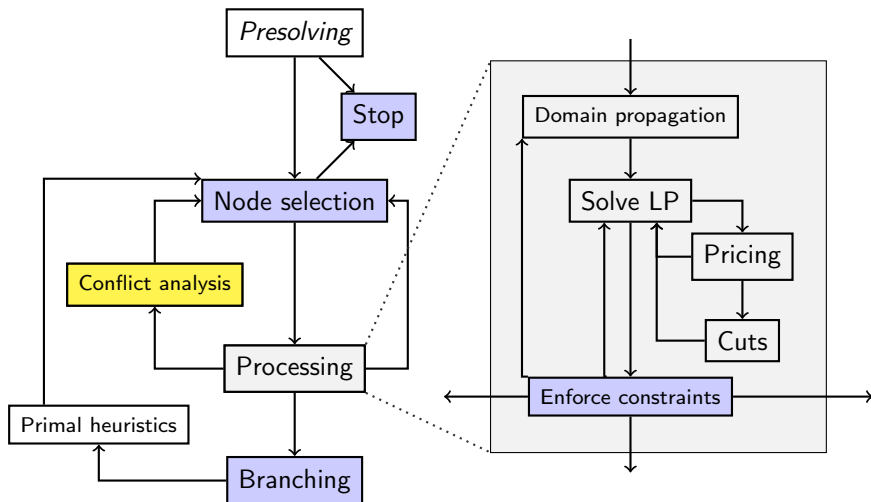 Presolving
Stop
Node selection
Conflict analysis
Processing
Primal heuristics
Branching
Domain propagation
Solve LP
Pricing
Cuts
Enforce constraints